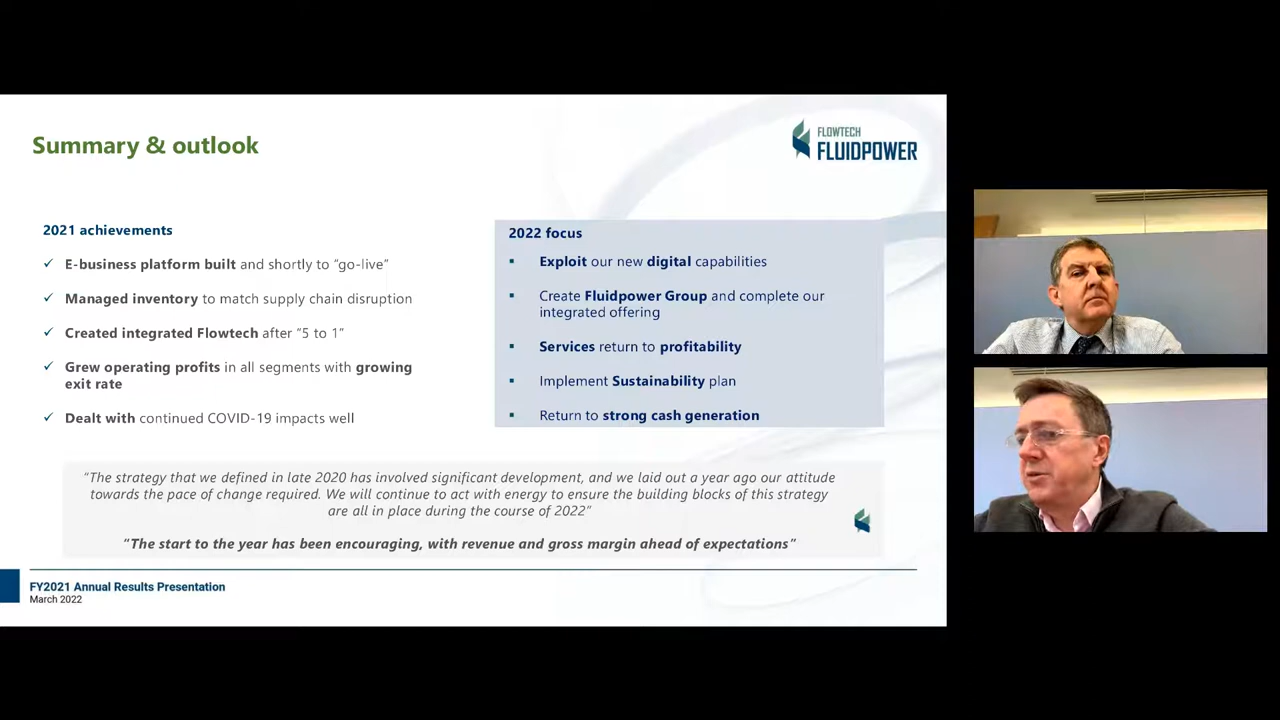 Summary & outlook
FLOWTECH
FLUIDPOWER
2021 achievements
✓ E-business platform built and shortly to “go-live”
✓ Managed inventory to match supply chain disruption
✓ Created integrated Flowtech after “5 to 1”
✓ Grew operating profits in all segments with growing
exit rate
✓ Dealt with continued COVID-19 impacts well
2022 focus
▪ Exploit our new digital capabilities
▪ Create Fluidpower Group and complete our
integrated offering
▪ Services return to profitability
▪ Implement Sustainability plan
▪ Return to strong cash generation
“The strategy that we defined in late 2020 has involved significant development, and we laid out a year ago our attitude
towards the pace of change required. We will continue to act with energy to ensure the building blocks of this strategy
are all in place during the course of 2022”
“The start to the year has been encouraging, with revenue and gross margin ahead of expectations”
FY2021 Annual Results Presentation
March 2022